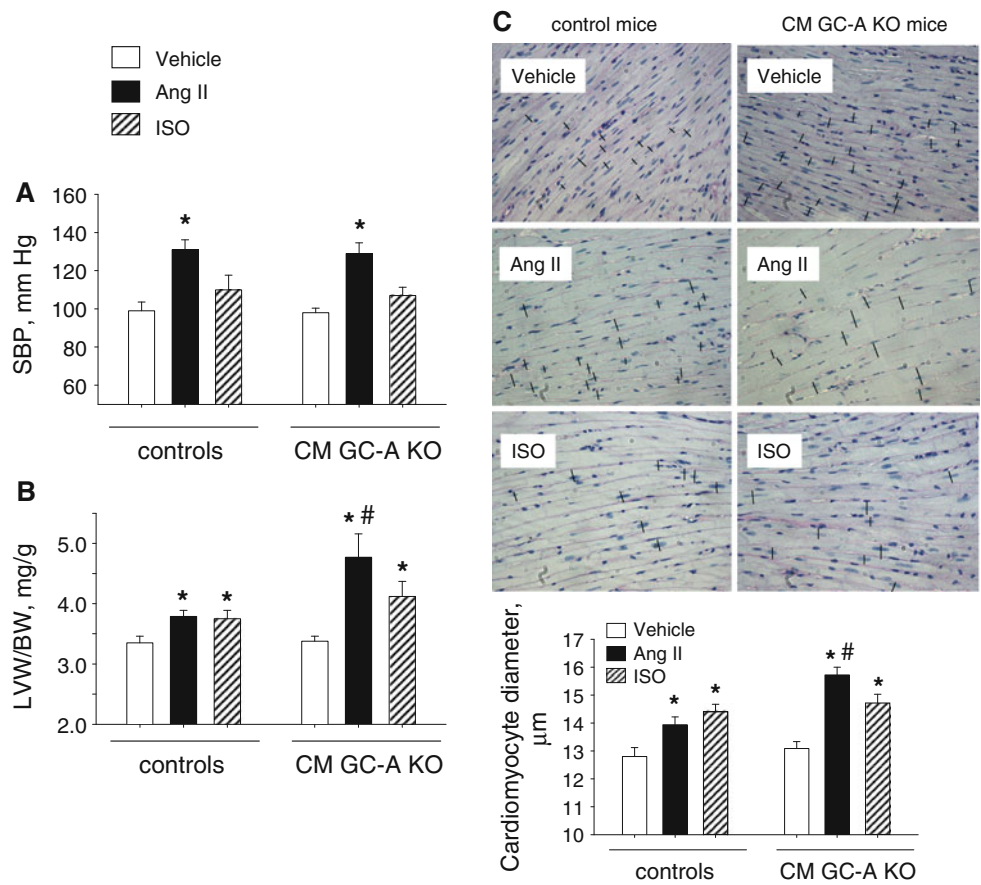 Vehicle
Ang II
ISO
A
160
140
120
100
80
60
SBP, mm Hg
*
*
controls
CM GC-A KO
B
5.0
4.0
3.0
2.0
LVW/BW, mg/g
* *
* #
*
controls
CM GC-A KO
C
control mice
CM GC-A KO mice
Vehicle
Vehicle
Ang II
Ang II
ISO
ISO
Cardiomyocyte diameter,
µm
17
16
15
14
13
12
11
10
Vehicle
Ang II
ISO
* *
* #
*
controls
CM GC-A KO